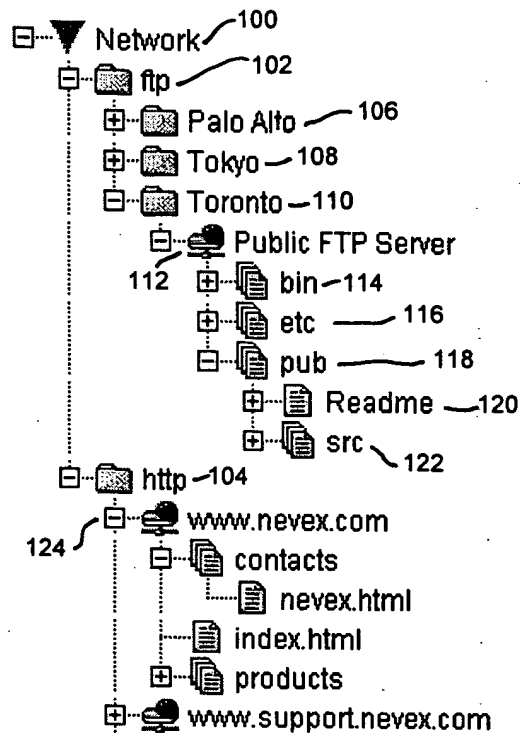 Network 100
ftp 102
Palo Alto 106
Tokyo 108
Toronto 110
Public FTP Server
112
bin 114
etc 116
pub 118
Readme 120
src 122
http 104
124 www.nevex.com
contacts
nevex.html
index.html
products
www.support.nevex.com